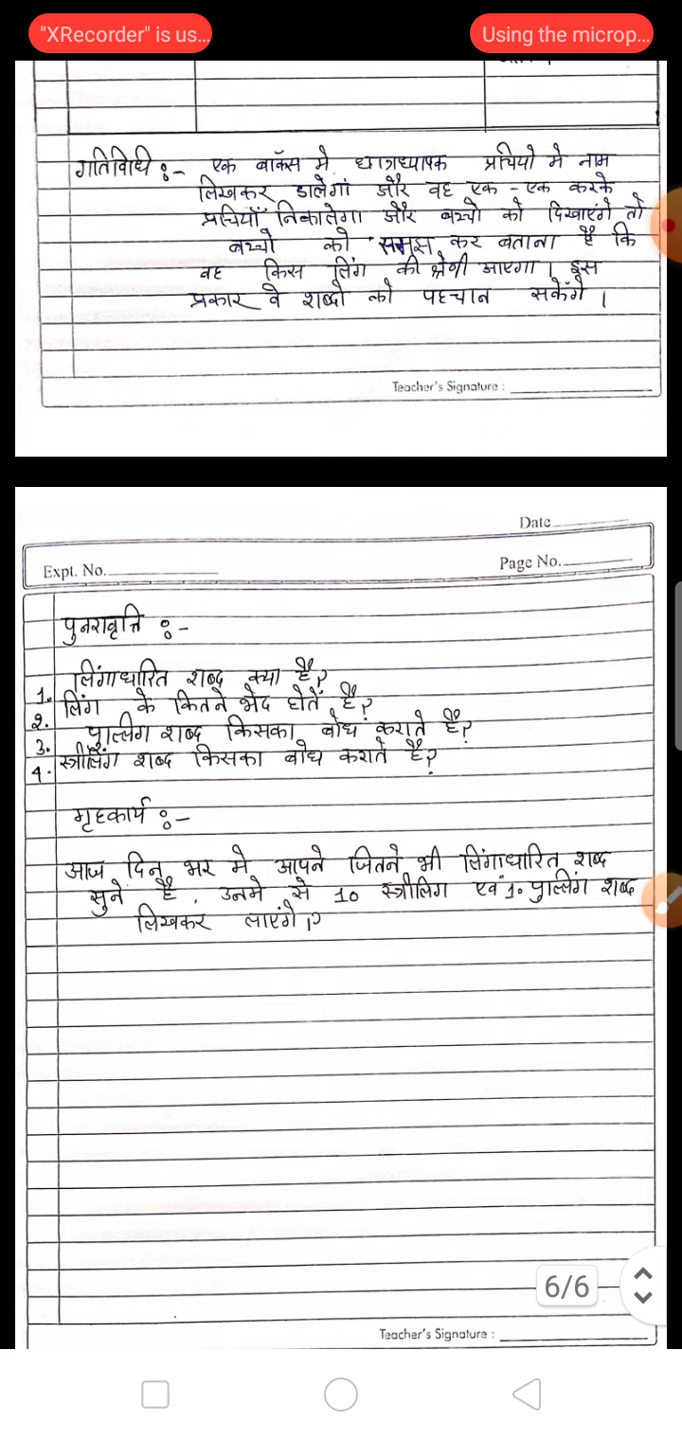 "XRecorder" is us...
Using the microp...
गतिविधि :- एक बॉक्स मे छात्राध्यापक प्रचियो मे नाम
लिखकर डालेगां और वह एक - एक करके
प्रचियाँ निकालेगा और बच्चो को दिखाएंगे तो
बच्चो को समझ कर बताना है कि
वह किस लिंग की श्रेणी आएगा । इस
प्रकार वे शब्दो को पहचान सकेंगे ।
Teacher's Signature :
Date
Expt. No.
Page No.
पुनरावृत्ति :-
1. लिंगाधारित शब्द क्या है?
2. लिंग के कितने भेद होते है?
3. पुल्लिंग शब्द किसका बोध कराते है?
4. स्त्रीलिंग शब्द किसका बोध कराते है?
गृहकार्य :-
आज दिन भर मे आपने जितने भी लिंगाधारित शब्द
सुने है , उनमे से 10 स्त्रीलिंग एवं 10 पुल्लिंग शब्द
लिखकर लाएंगे।?
6/6
Teacher's Signature :